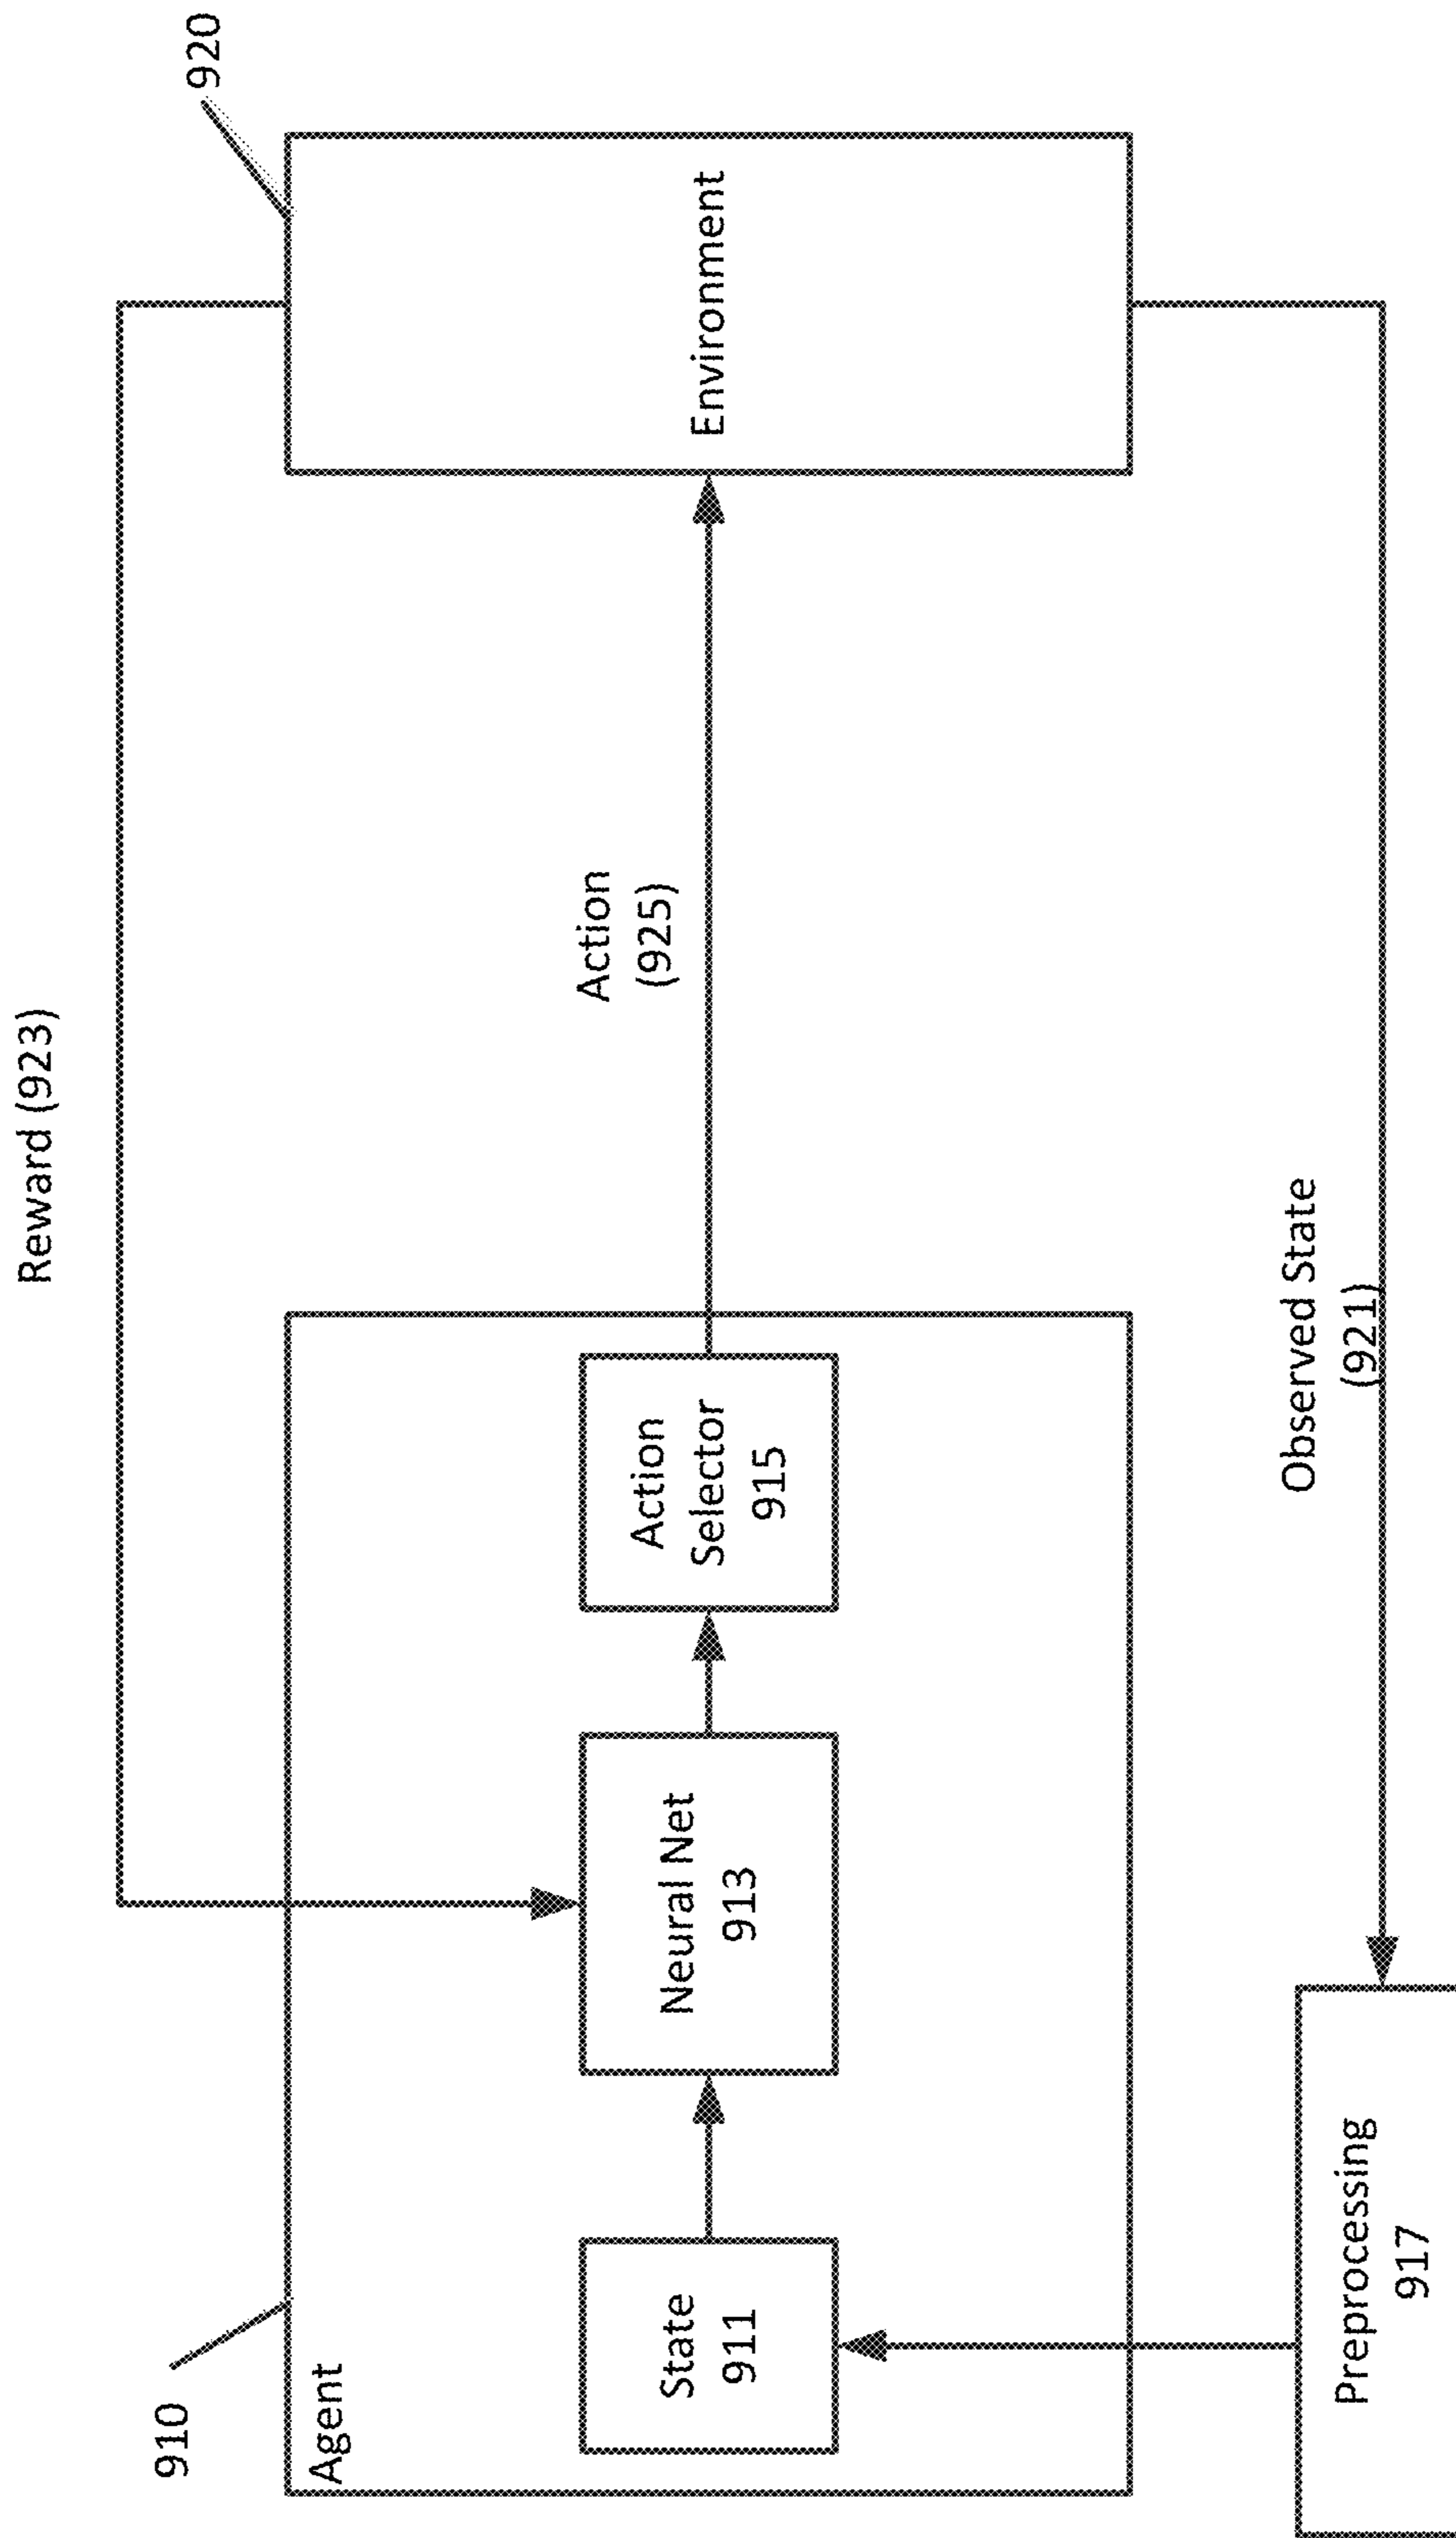 Reward (923)
920
910
Agent
State
911
Neural Net
913
Action
Selector
915
Action
(925)
Environment
Observed State
(921)
Preprocessing
917